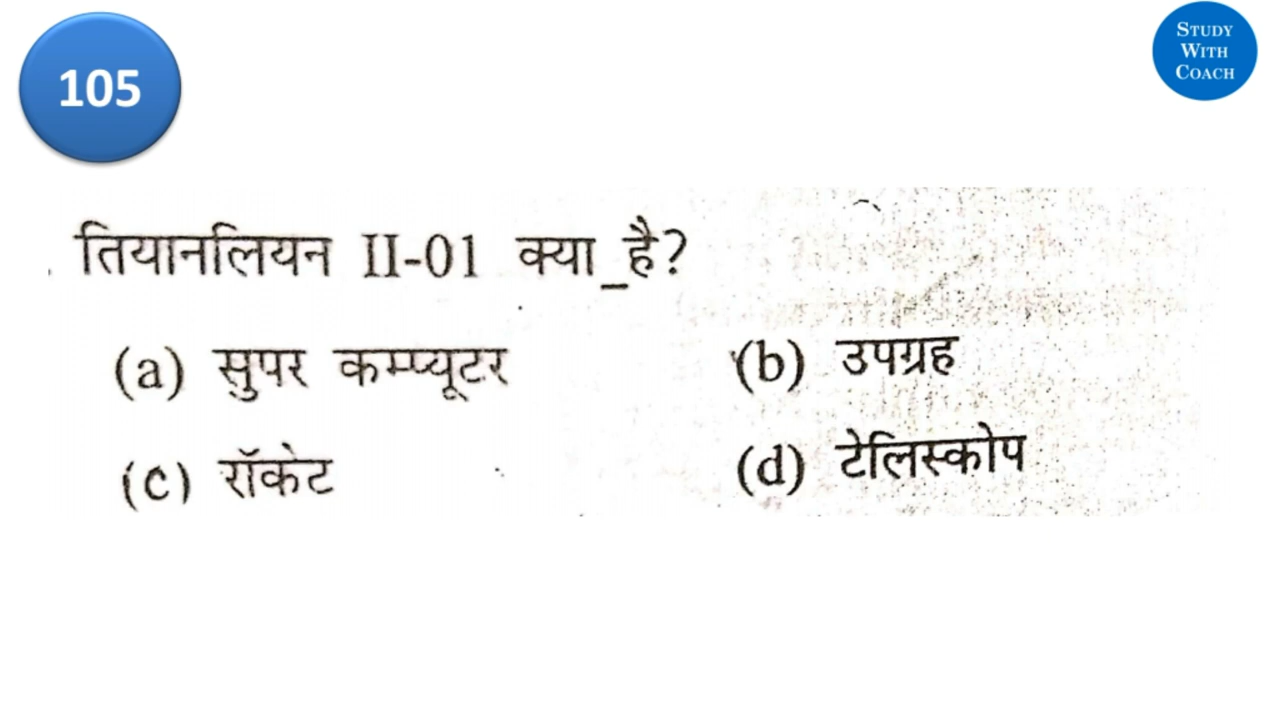 105
STUDY
WITH
COACH
तियानलियन II-01 क्या_है?
(a) सुपर कम्प्यूटर (b) उपग्रह
(c) रॉकेट (d) टेलिस्कोप